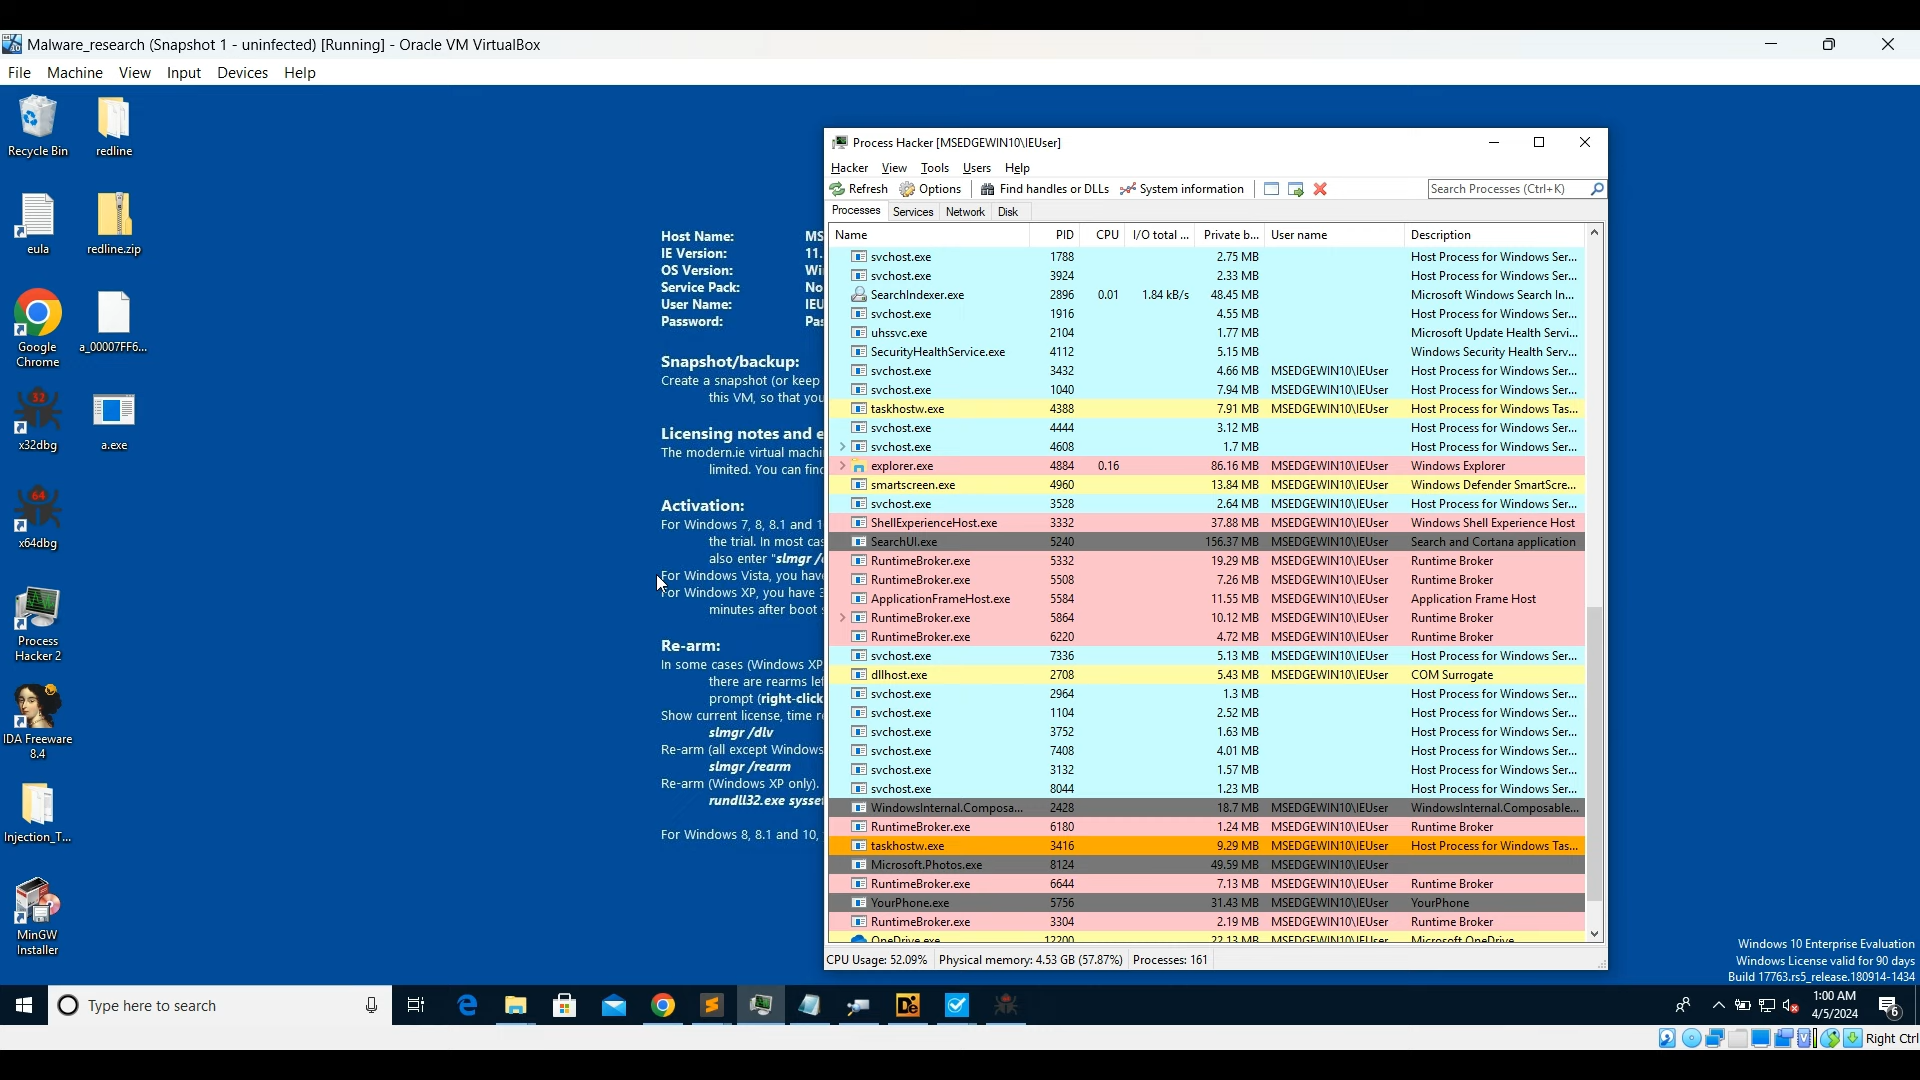 Malware_research (Snapshot 1 - uninfected) [Running] - Oracle VM VirtualBox
File Machine View Input Devices Help
Recycle Bin
redline
eula
redline.zip
Google Chrome
a_00007FF6...
x32dbg
a.exe
x64dbg
Process Hacker 2
IDA Freeware 8.4
Injection_T...
MinGW Installer
Host Name: MS
IE Version: 11.
OS Version: Wi
Service Pack: No
User Name: IEU
Password: Pas
Snapshot/backup:
Create a snapshot (or keep
this VM, so that you
Licensing notes and e
The modern.ie virtual machi
limited. You can find
Activation:
For Windows 7, 8, 8.1 and 1
the trial. In most cas
also enter "slmgr /
For Windows Vista, you have
For Windows XP, you have 3
minutes after boot
Re-arm:
In some cases (Windows XP
there are rearms lef
prompt (right-click
Show current license, time r
slmgr /dlv
Re-arm (all except Windows
slmgr /rearm
Re-arm (Windows XP only).
rundll32.exe sysset
For Windows 8, 8.1 and 10,
Process Hacker [MSEDGEWIN10\IEUser]
Hacker View Tools Users Help
Refresh Options Find handles or DLLs System information Search Processes (Ctrl+K)
Processes Services Network Disk
Name PID CPU I/O total ... Private b... User name Description
svchost.exe 1788 2.75 MB Host Process for Windows Ser...
svchost.exe 3924 2.33 MB Host Process for Windows Ser...
SearchIndexer.exe 2896 0.01 1.84 kB/s 48.45 MB Microsoft Windows Search In...
svchost.exe 1916 4.55 MB Host Process for Windows Ser...
uhssvc.exe 2104 1.77 MB Microsoft Update Health Servi...
SecurityHealthService.exe 4112 5.15 MB Windows Security Health Serv...
svchost.exe 3432 4.66 MB MSEDGEWIN10\IEUser Host Process for Windows Ser...
svchost.exe 1040 7.94 MB MSEDGEWIN10\IEUser Host Process for Windows Ser...
taskhostw.exe 4388 7.91 MB MSEDGEWIN10\IEUser Host Process for Windows Tas...
svchost.exe 4444 3.12 MB Host Process for Windows Ser...
svchost.exe 4608 1.7 MB Host Process for Windows Ser...
explorer.exe 4884 0.16 86.16 MB MSEDGEWIN10\IEUser Windows Explorer
smartscreen.exe 4960 13.84 MB MSEDGEWIN10\IEUser Windows Defender SmartScre...
svchost.exe 3528 2.64 MB MSEDGEWIN10\IEUser Host Process for Windows Ser...
ShellExperienceHost.exe 3332 37.88 MB MSEDGEWIN10\IEUser Windows Shell Experience Host
SearchUI.exe 5240 156.37 MB MSEDGEWIN10\IEUser Search and Cortana application
RuntimeBroker.exe 5332 19.29 MB MSEDGEWIN10\IEUser Runtime Broker
RuntimeBroker.exe 5508 7.26 MB MSEDGEWIN10\IEUser Runtime Broker
ApplicationFrameHost.exe 5584 11.55 MB MSEDGEWIN10\IEUser Application Frame Host
RuntimeBroker.exe 5864 10.12 MB MSEDGEWIN10\IEUser Runtime Broker
RuntimeBroker.exe 6220 4.72 MB MSEDGEWIN10\IEUser Runtime Broker
svchost.exe 7336 5.13 MB MSEDGEWIN10\IEUser Host Process for Windows Ser...
dllhost.exe 2708 5.43 MB MSEDGEWIN10\IEUser COM Surrogate
svchost.exe 2964 1.3 MB Host Process for Windows Ser...
svchost.exe 1104 2.52 MB Host Process for Windows Ser...
svchost.exe 3752 1.63 MB Host Process for Windows Ser...
svchost.exe 7408 4.01 MB Host Process for Windows Ser...
svchost.exe 3132 1.57 MB Host Process for Windows Ser...
svchost.exe 8044 1.23 MB Host Process for Windows Ser...
WindowsInternal.Composa... 2428 18.7 MB MSEDGEWIN10\IEUser WindowsInternal.Composable...
RuntimeBroker.exe 6180 1.24 MB MSEDGEWIN10\IEUser Runtime Broker
taskhostw.exe 3416 9.29 MB MSEDGEWIN10\IEUser Host Process for Windows Tas...
Microsoft.Photos.exe 8124 49.59 MB MSEDGEWIN10\IEUser
RuntimeBroker.exe 6644 7.13 MB MSEDGEWIN10\IEUser Runtime Broker
YourPhone.exe 5756 31.43 MB MSEDGEWIN10\IEUser YourPhone
RuntimeBroker.exe 3304 2.19 MB MSEDGEWIN10\IEUser Runtime Broker
OneDrive.exe 12200 22.13 MB MSEDGEWIN10\IEUser Microsoft OneDrive
CPU Usage: 52.09% Physical memory: 4.53 GB (57.87%) Processes: 161
Windows 10 Enterprise Evaluation
Windows License valid for 90 days
Build 17763.rs5_release.180914-1434
Type here to search
1:00 AM
4/5/2024
6
Right Ctrl